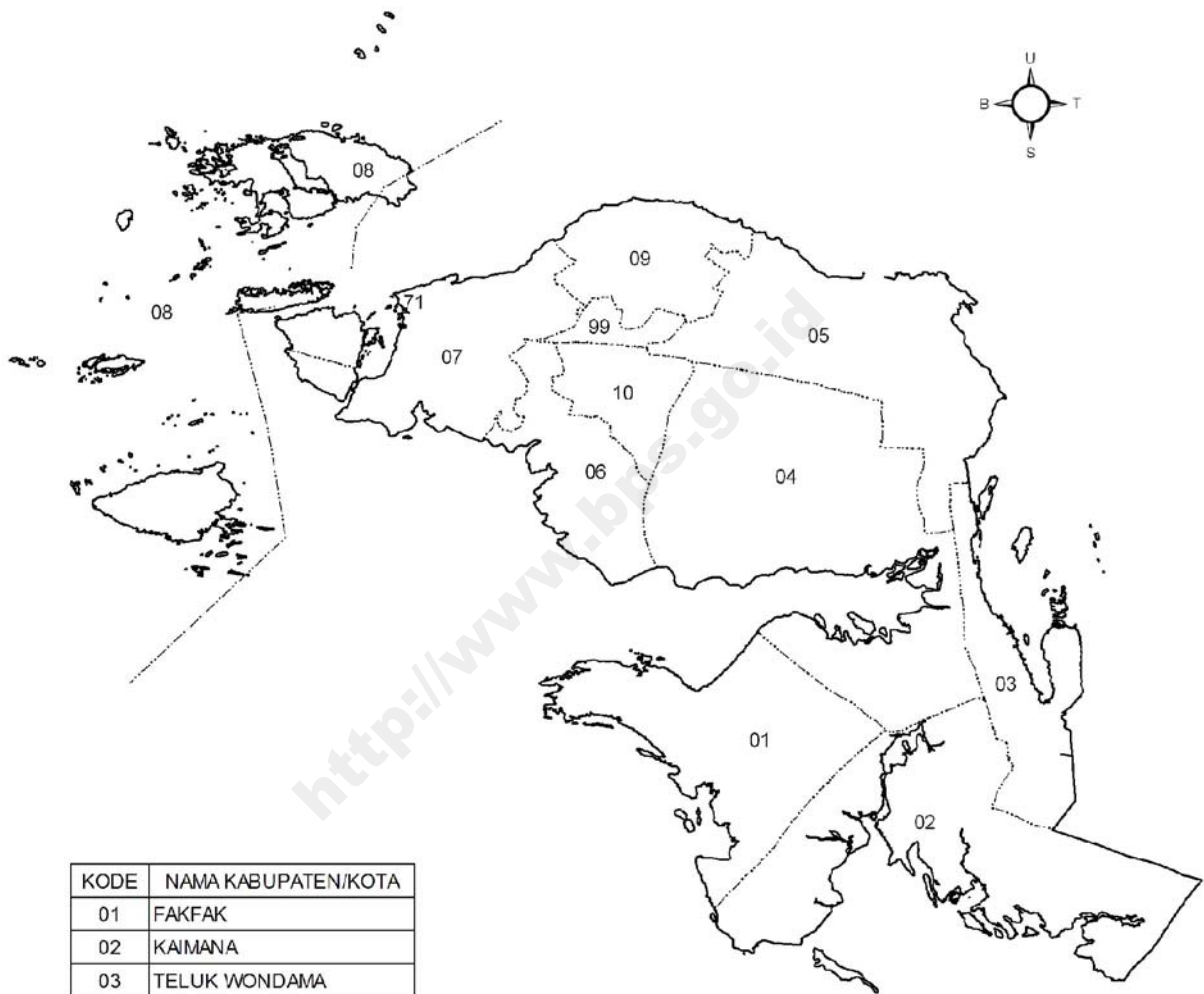 U
B T
S
08
09
08
71
99
05
07
10
06
04
03
01
02
http://www.bps.go.id
KODE NAMA KABUPATEN/KOTA
01 FAKFAK
02 KAIMANA
03 TELUK WONDAMA